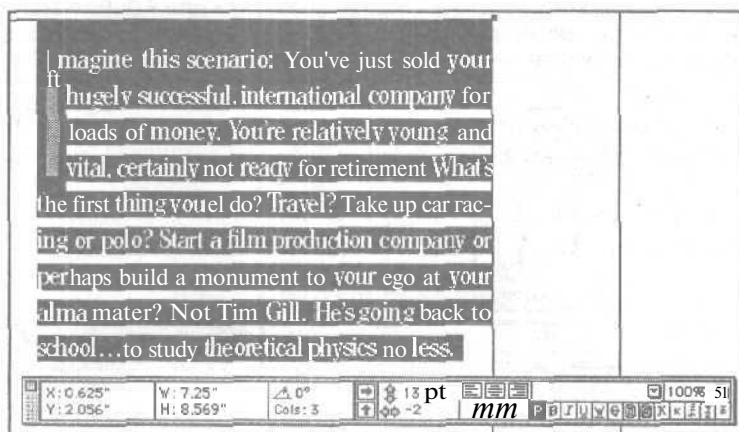 Imagine this scenario: You've just sold your
ft
hugely successful, international company for
loads of money. You're relatively young and
vital, certainly not ready for retirement What's
the first thing youel do? Travel? Take up car rac-
ing or polo? Start a film production company or
perhaps build a monument to your ego at your
alma mater? Not Tim Gill. He's going back to
school...to study theoretical physics no less.
X: 0.625" W: 7.25" 0° 13 pt 100% 5
Y: 2.056" H: 8.569" Cols: 3 -2 mm P B I U W